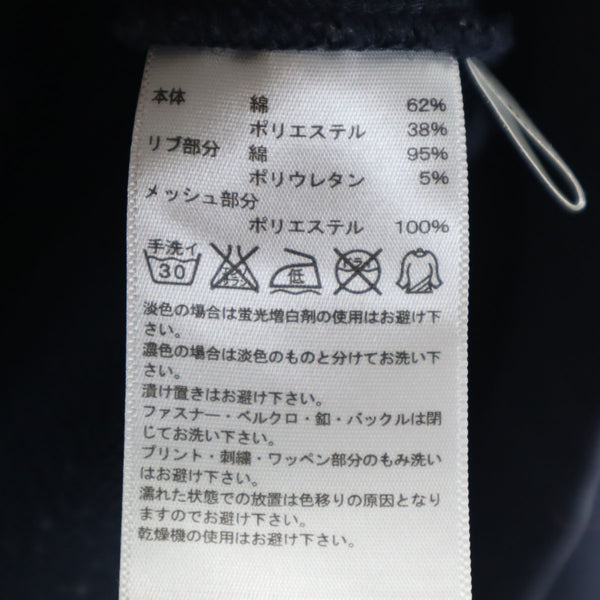 本体 綿 62%
ポリエステル 38%
リブ部分 綿 95%
ポリウレタン 5%
メッシュ部分
ポリエステル 100%
手洗イ
30 低
淡色の場合は蛍光増白剤の使用はお避け下
さい。
濃色の場合は淡色のものと分けてお洗い下
さい。
漬け置きはお避け下さい。
ファスナー・ベルクロ・釦・バックルは閉
じてお洗い下さい。
プリント・刺繍・ワッペン部分のもみ洗い
はお避け下さい。
濡れた状態での放置は色移りの原因となり
ますのでお避け下さい。
乾燥機の使用はお避け下さい。